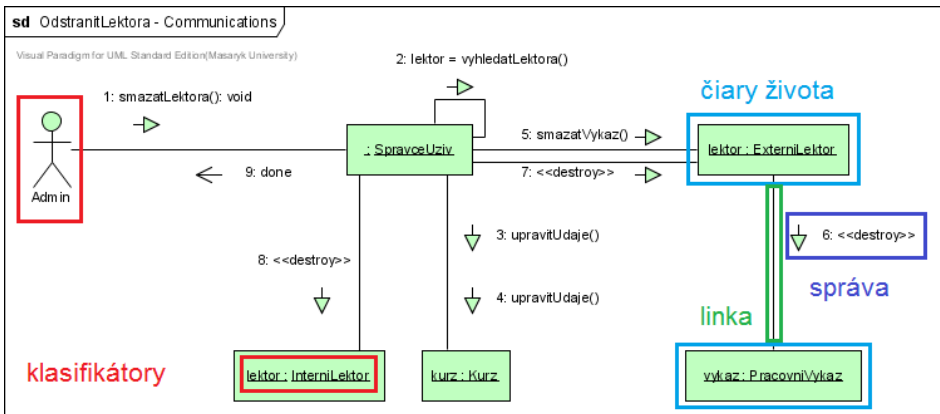 sd OdstranitLektora - Communications
Visual Paradigm for UML Standard Edition(Masaryk University)
2: lektor = vyhledatLektora()
1: smazatLektora(): void
čiary života
5: smazatVykaz()
: SpravceUziv
lektor : ExterniLektor
9: done
7: <<destroy>>
Admin
3: upravitUdaje()
6: <<destroy>>
8: <<destroy>>
správa
4: upravitUdaje()
linka
klasifikátory
lektor : InterniLektor
kurz : Kurz
vykaz : PracovniVykaz